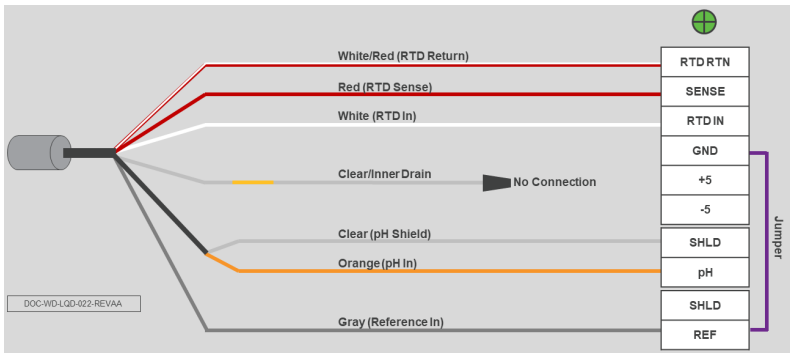 White/Red (RTD Return)
RTD RTN
Red (RTD Sense)
SENSE
White (RTD In)
RTD IN
GND
Clear/Inner Drain
No Connection
+5
-5
Clear (pH Shield)
SHLD
Orange (pH In)
pH
Jumper
DOC-WD-LQD-022-REVAA
SHLD
Gray (Reference In)
REF